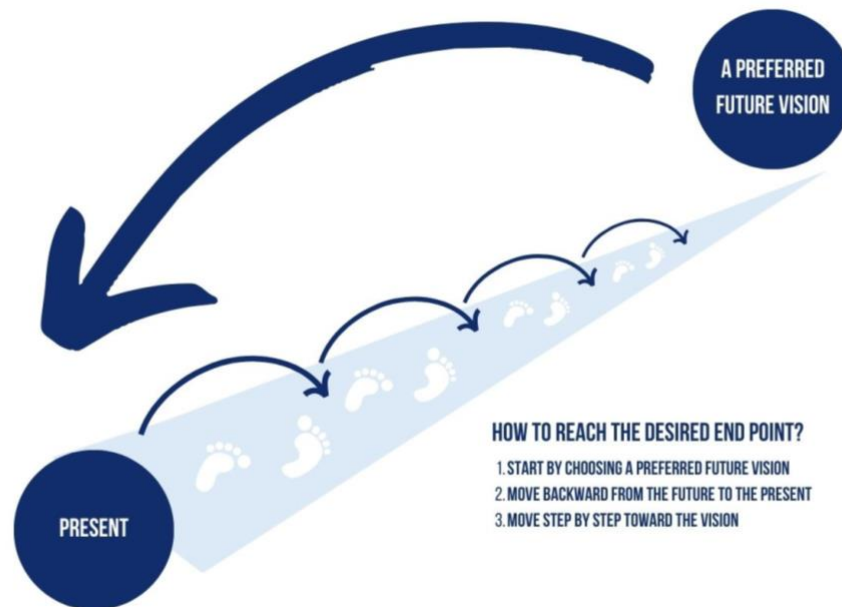 A PREFERRED
FUTURE VISION
HOW TO REACH THE DESIRED END POINT?
1. START BY CHOOSING A PREFERRED FUTURE VISION
2. MOVE BACKWARD FROM THE FUTURE TO THE PRESENT
3. MOVE STEP BY STEP TOWARD THE VISION
PRESENT